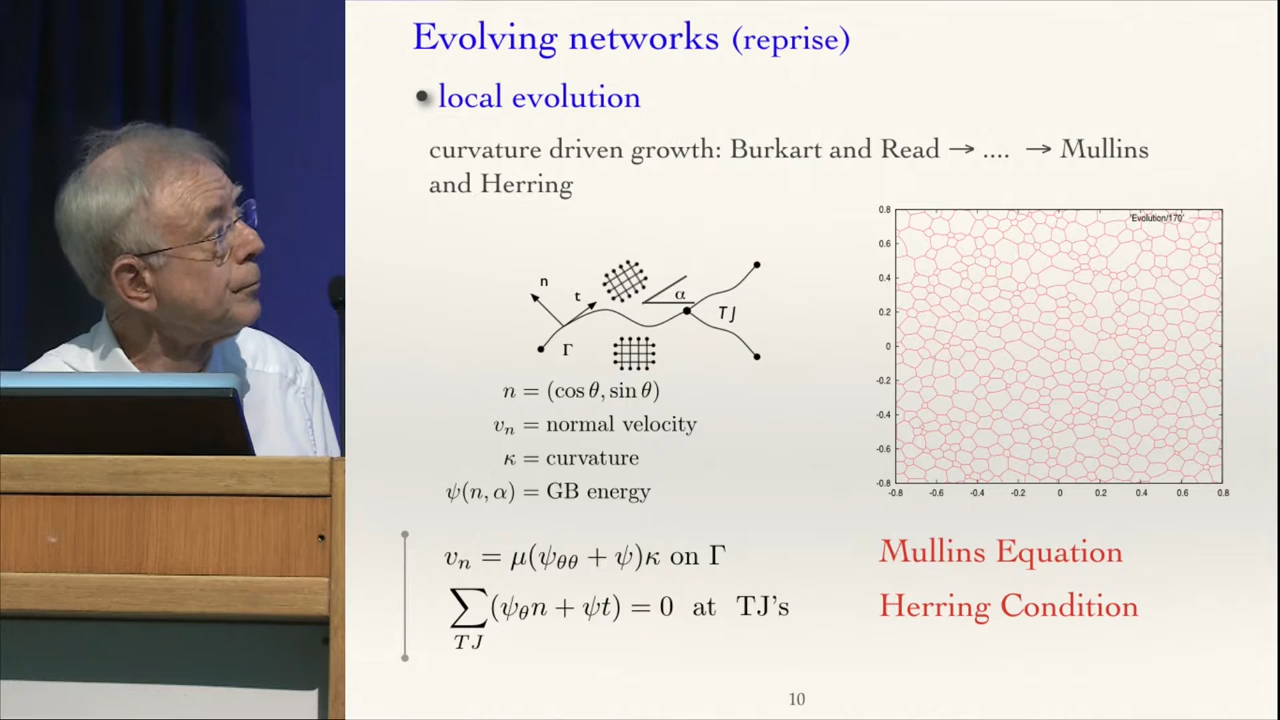 Evolving networks (reprise)
• local evolution
curvature driven growth: Burkart and Read → .... → Mullins
and Herring
n
t
α
TJ
Γ
n = (cos θ, sin θ)
vₙ = normal velocity
κ = curvature
ψ(n, α) = GB energy
'Evolution/170'
0.8
0.6
0.4
0.2
0
-0.2
-0.4
-0.6
-0.8
-0.8 -0.6 -0.4 -0.2 0 0.2 0.4 0.6 0.8
vₙ = μ(ψ_θθ + ψ)κ on Γ
Mullins Equation
∑(ψ_θ n + ψt) = 0 at TJ's
TJ
Herring Condition
10